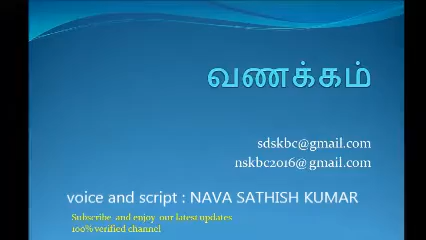 வணக்கம்
sdskbc@gmail.com
nskbc2016@gmail.com
voice and script : NAVA SATHISH KUMAR
Subscribe and enjoy our latest updates
100% verified channel